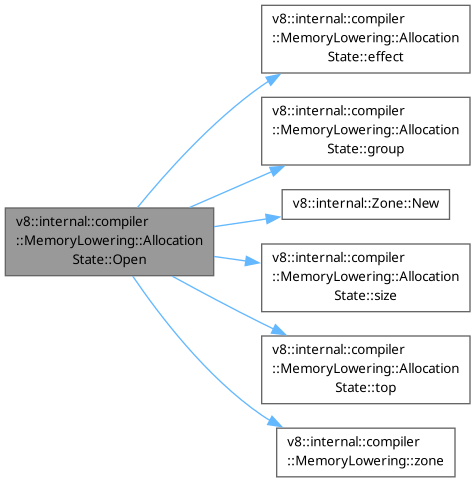 v8::internal::compiler
::MemoryLowering::Allocation
State::Open
v8::internal::compiler
::MemoryLowering::Allocation
State::effect
v8::internal::compiler
::MemoryLowering::Allocation
State::group
v8::internal::Zone::New
v8::internal::compiler
::MemoryLowering::Allocation
State::size
v8::internal::compiler
::MemoryLowering::Allocation
State::top
v8::internal::compiler
::MemoryLowering::zone